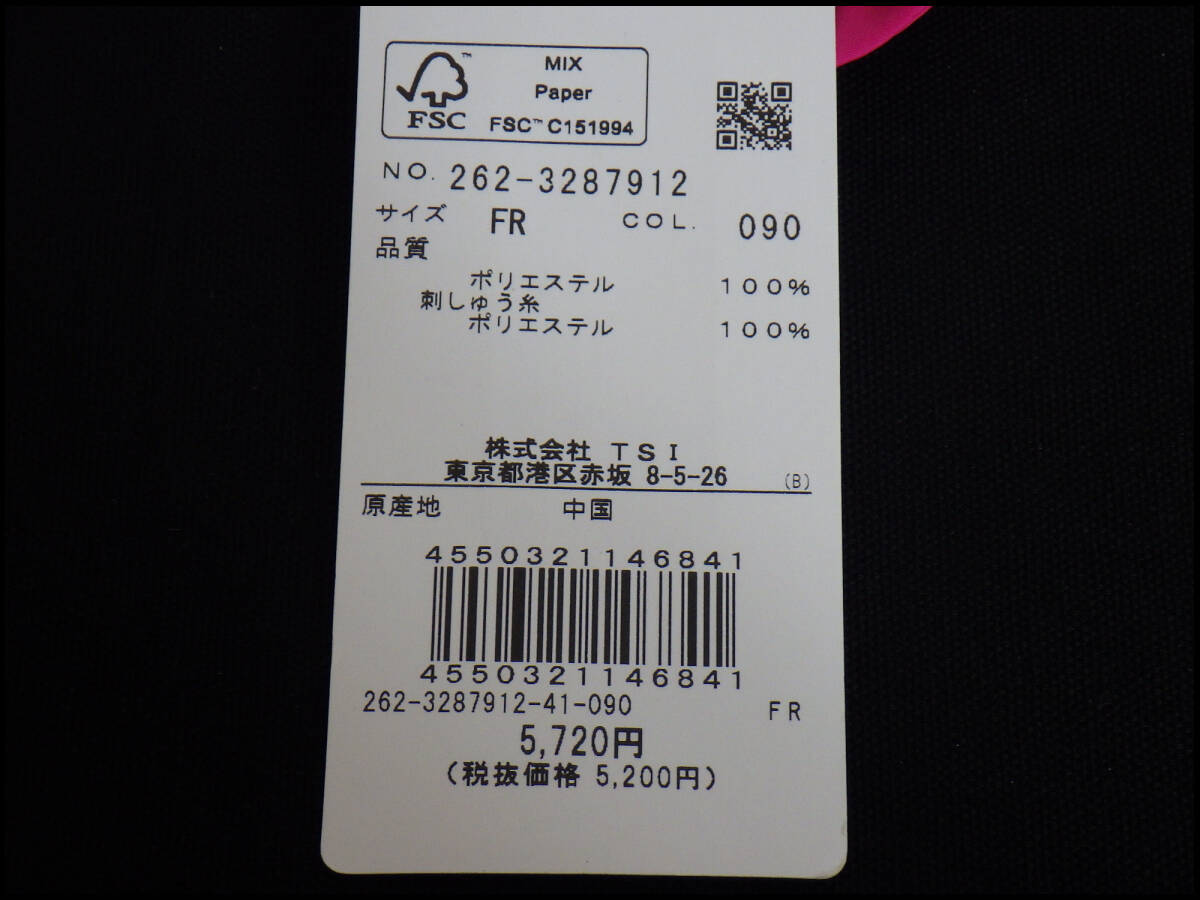 MIX
Paper
FSC™ C151994
FSC™
NO. 262-3287912
サイズ FR COL. 090
品質
ポリエステル 100%
刺しゅう糸
ポリエステル 100%
株式会社 TSI
東京都港区赤坂 8-5-26 (B)
原産地 中国
4550321146841
4550321146841
262-3287912-41-090 FR
5,720円
(税抜価格 5,200円)